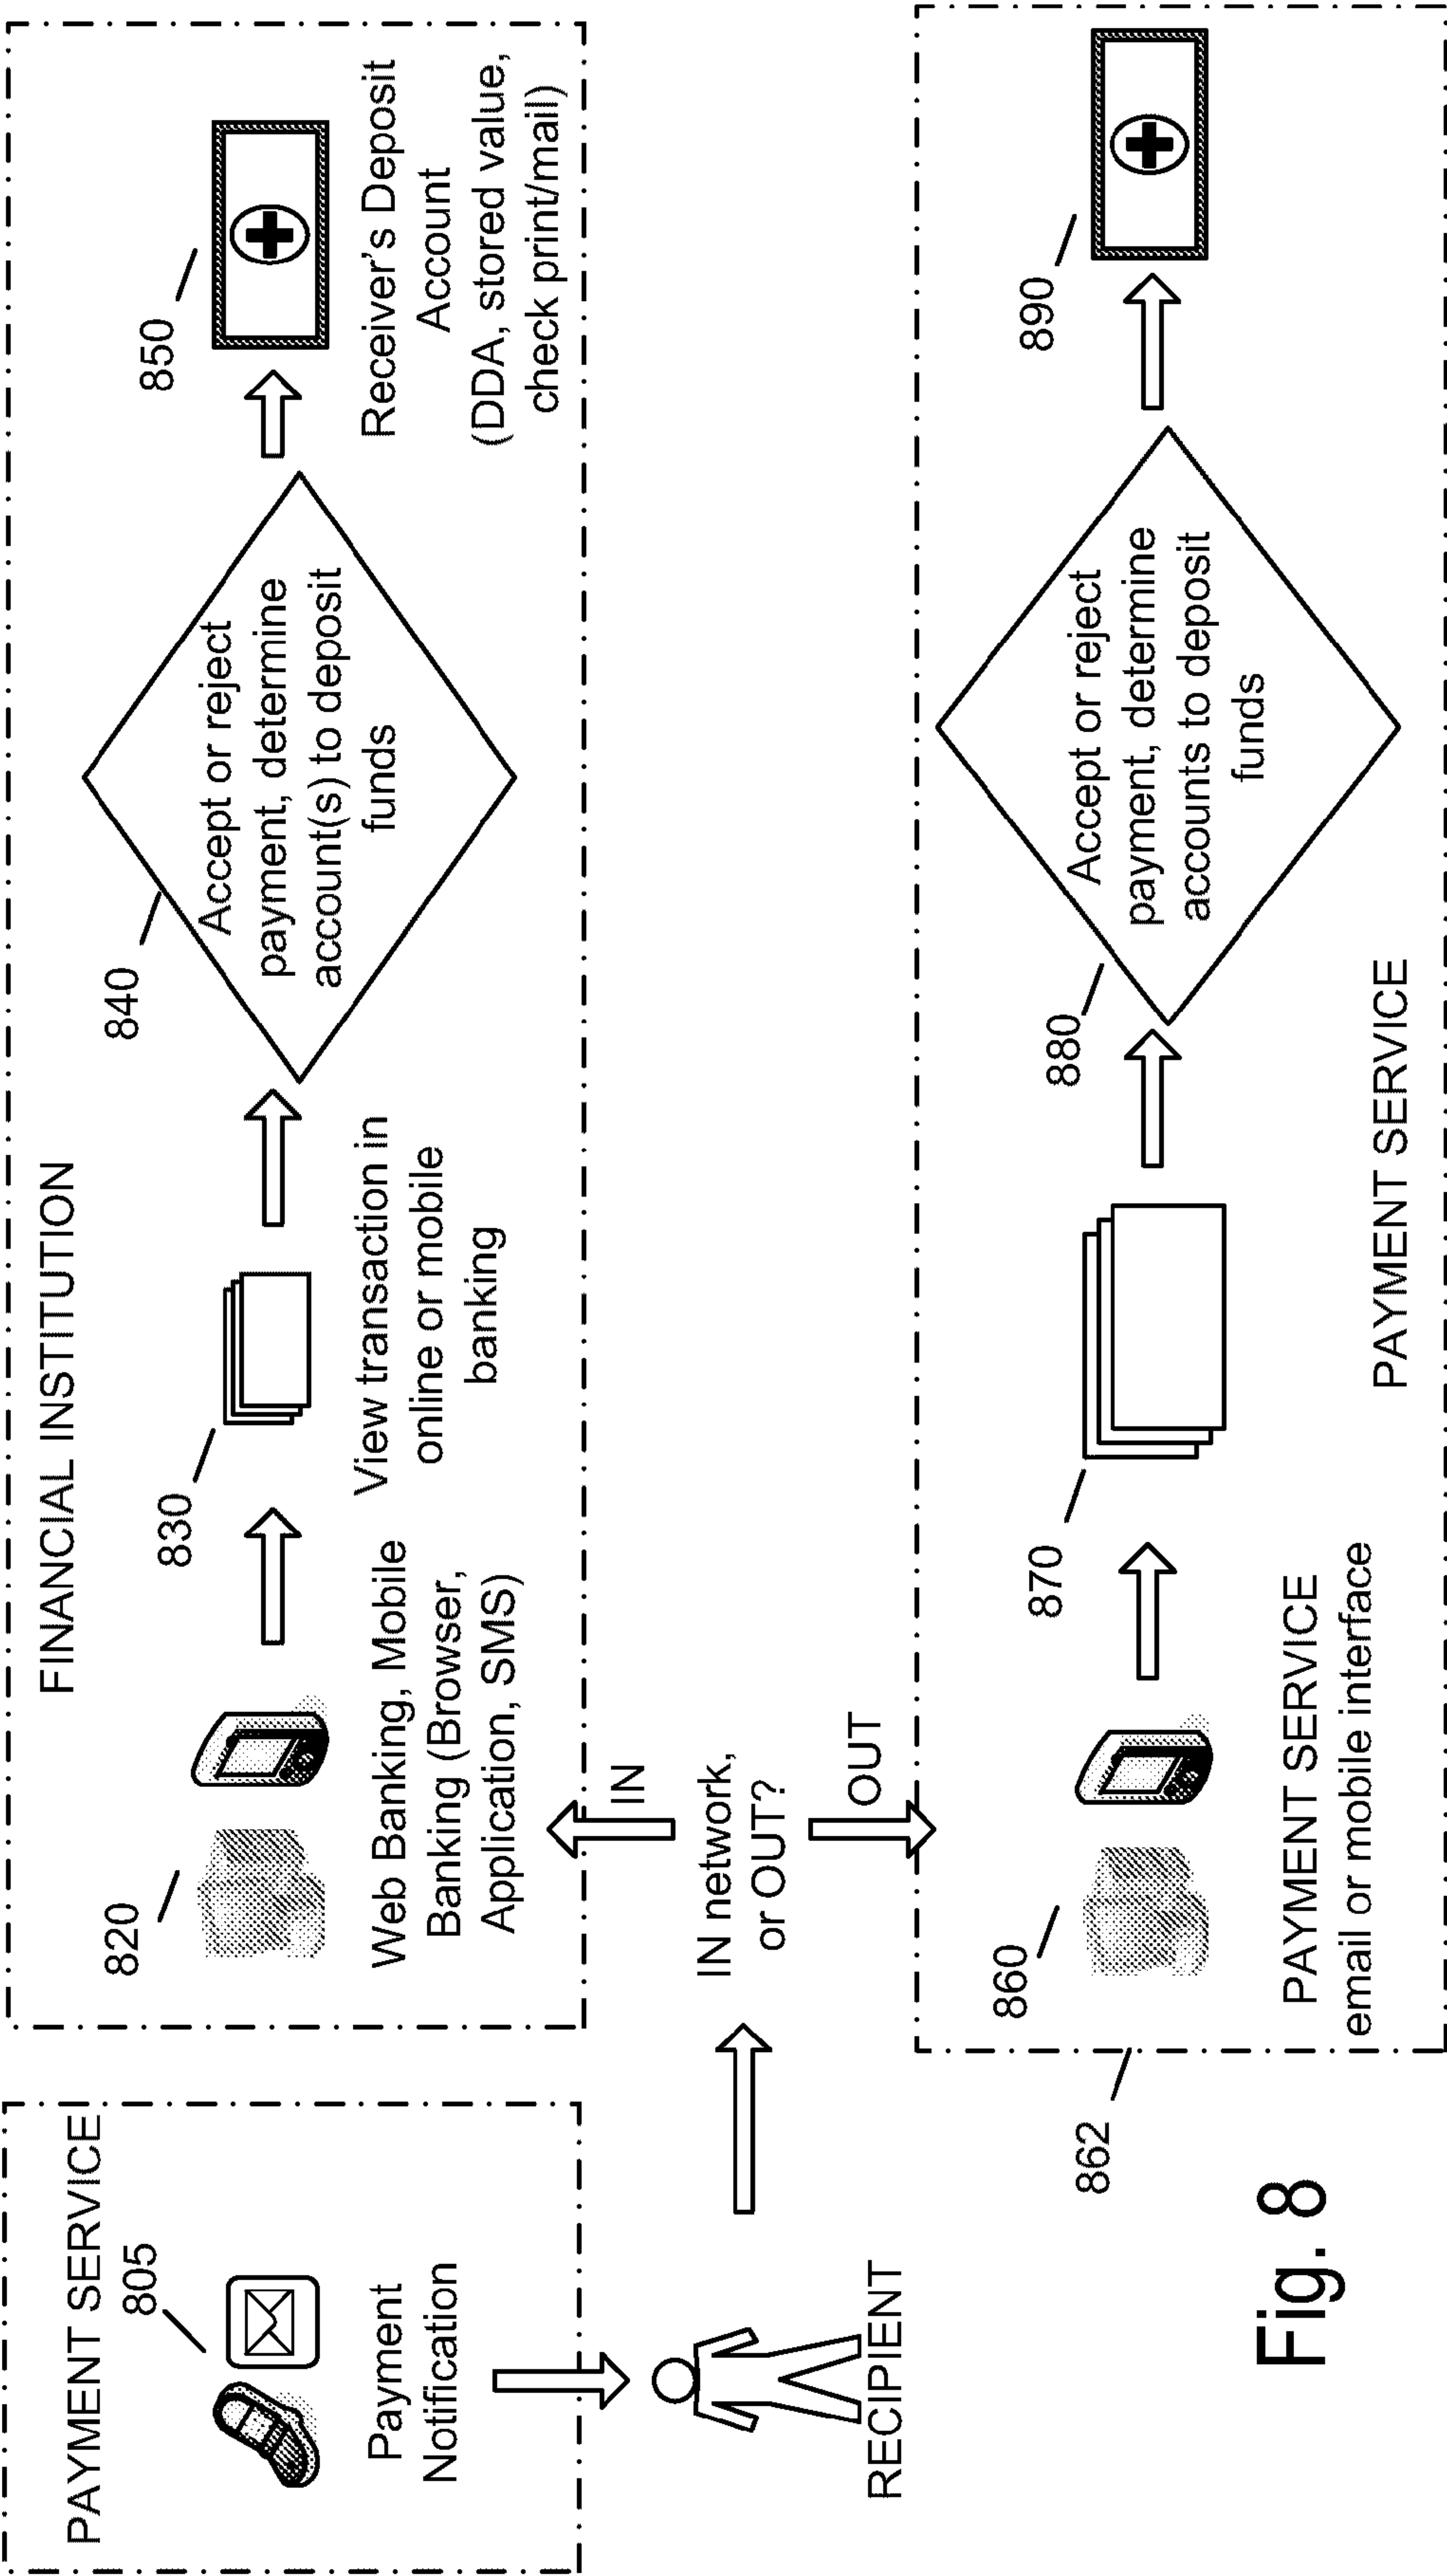 PAYMENT SERVICE
805
Payment
Notification
RECIPIENT
FINANCIAL INSTITUTION
820
Web Banking, Mobile
Banking (Browser,
Application, SMS)
830
View transaction in
online or mobile
banking
840
Accept or reject
payment, determine
account(s) to deposit
funds
850
Receiver's Deposit
Account
(DDA, stored value,
check print/mail)
IN
IN network,
or OUT?
OUT
862
860
PAYMENT SERVICE
email or mobile interface
870
880
Accept or reject
payment, determine
accounts to deposit
funds
890
PAYMENT SERVICE
Fig. 8